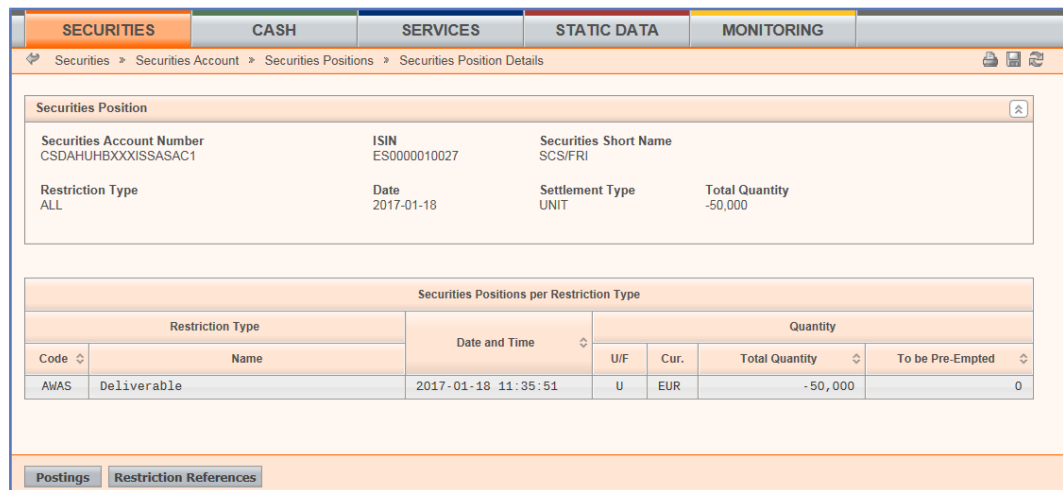 SECURITIES CASH SERVICES STATIC DATA MONITORING
Securities » Securities Account » Securities Positions » Securities Position Details
Securities Position
Securities Account Number ISIN Securities Short Name
CSDAHUHBXXXISSASAC1 ES0000010027 SCS/FRI
Restriction Type Date Settlement Type Total Quantity
ALL 2017-01-18 UNIT -50,000
Securities Positions per Restriction Type
Restriction Type Date and Time Quantity
Code Name U/F Cur. Total Quantity To be Pre-Empted
AWAS Deliverable 2017-01-18 11:35:51 U EUR -50,000 0
Postings Restriction References